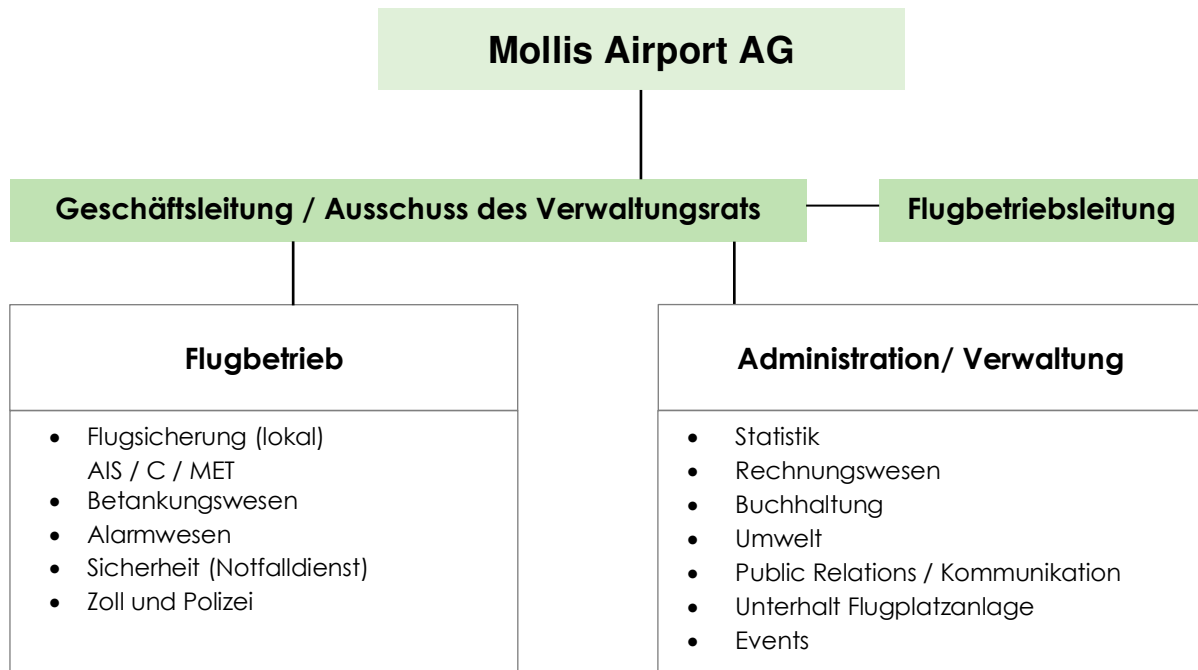 Mollis Airport AG
Geschäftsleitung / Ausschuss des Verwaltungsrats
Flugbetriebsleitung
Flugbetrieb
• Flugsicherung (lokal)
AIS / C / MET
• Betankungswesen
• Alarmwesen
• Sicherheit (Notfalldienst)
• Zoll und Polizei
Administration/ Verwaltung
• Statistik
• Rechnungswesen
• Buchhaltung
• Umwelt
• Public Relations / Kommunikation
• Unterhalt Flugplatzanlage
• Events